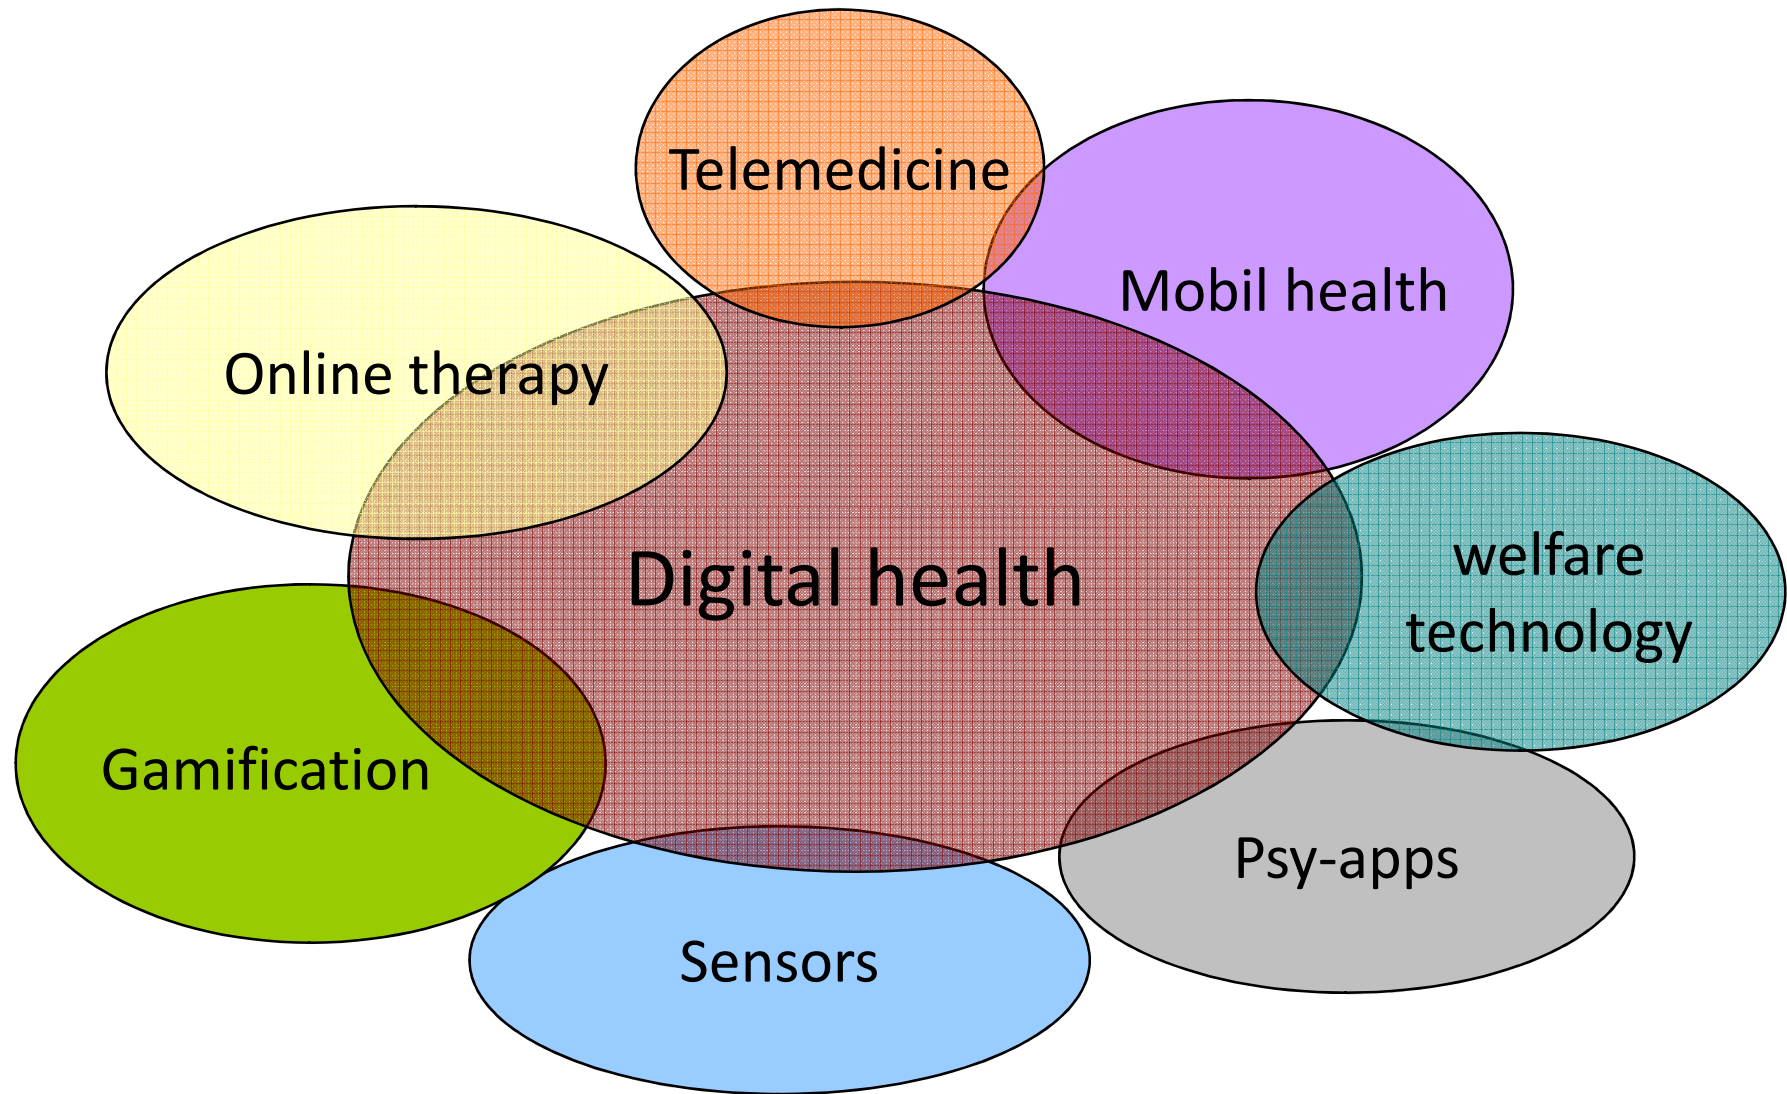 Telemedicine
Mobil health
Online therapy
welfare
technology
Digital health
Gamification
Psy-apps
Sensors